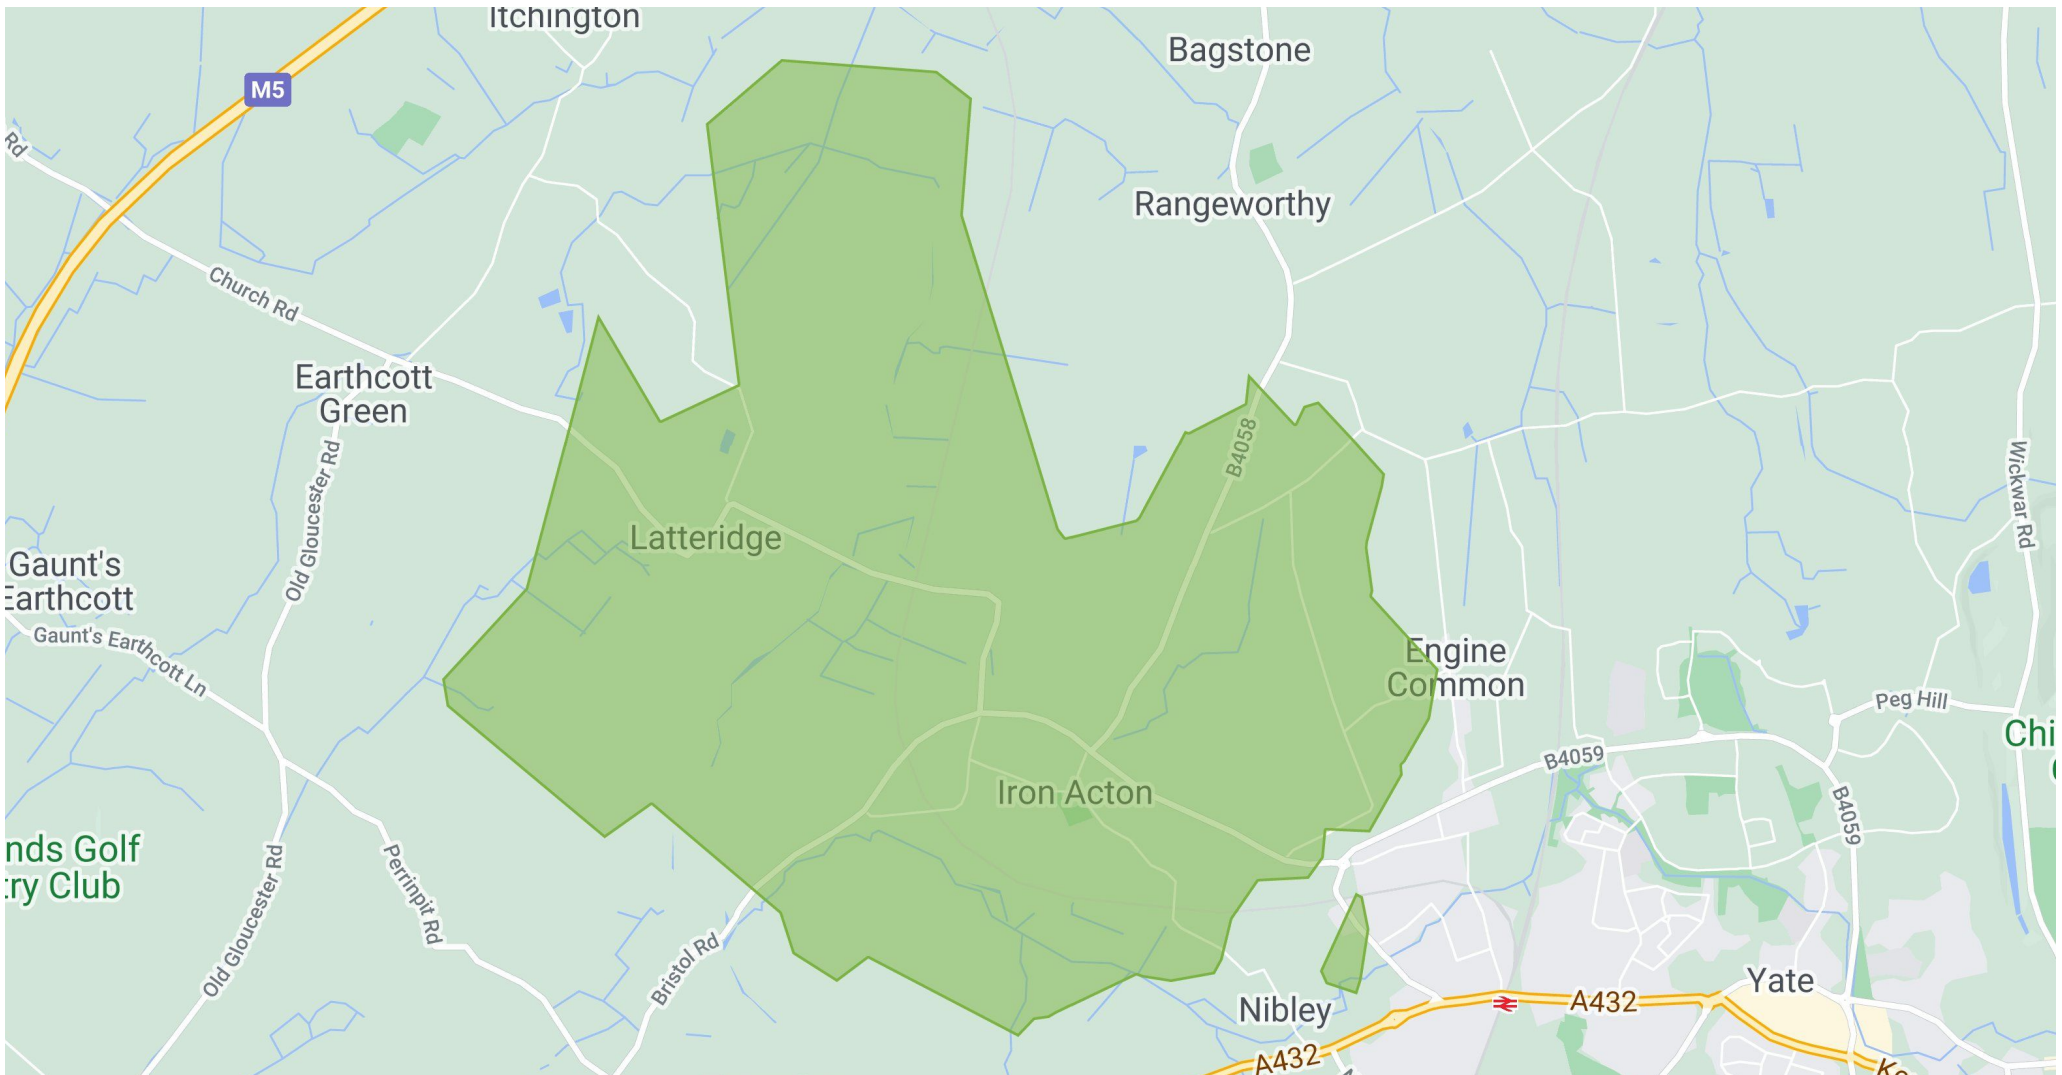 Itchington
Bagstone
M5
Rd
Rangeworthy
Church Rd
Earthcott
Green
B4058
Old Gloucester Rd
Wickwar Rd
Latteridge
Gaunt's
Earthcott
Gaunt's Earthcott Ln
Engine
Common
Peg Hill
Chi
B4059
Iron Acton
B4059
nds Golf
try Club
Perrinpit Rd
Old Gloucester Rd
Bristol Rd
Yate
Nibley
A432
A432